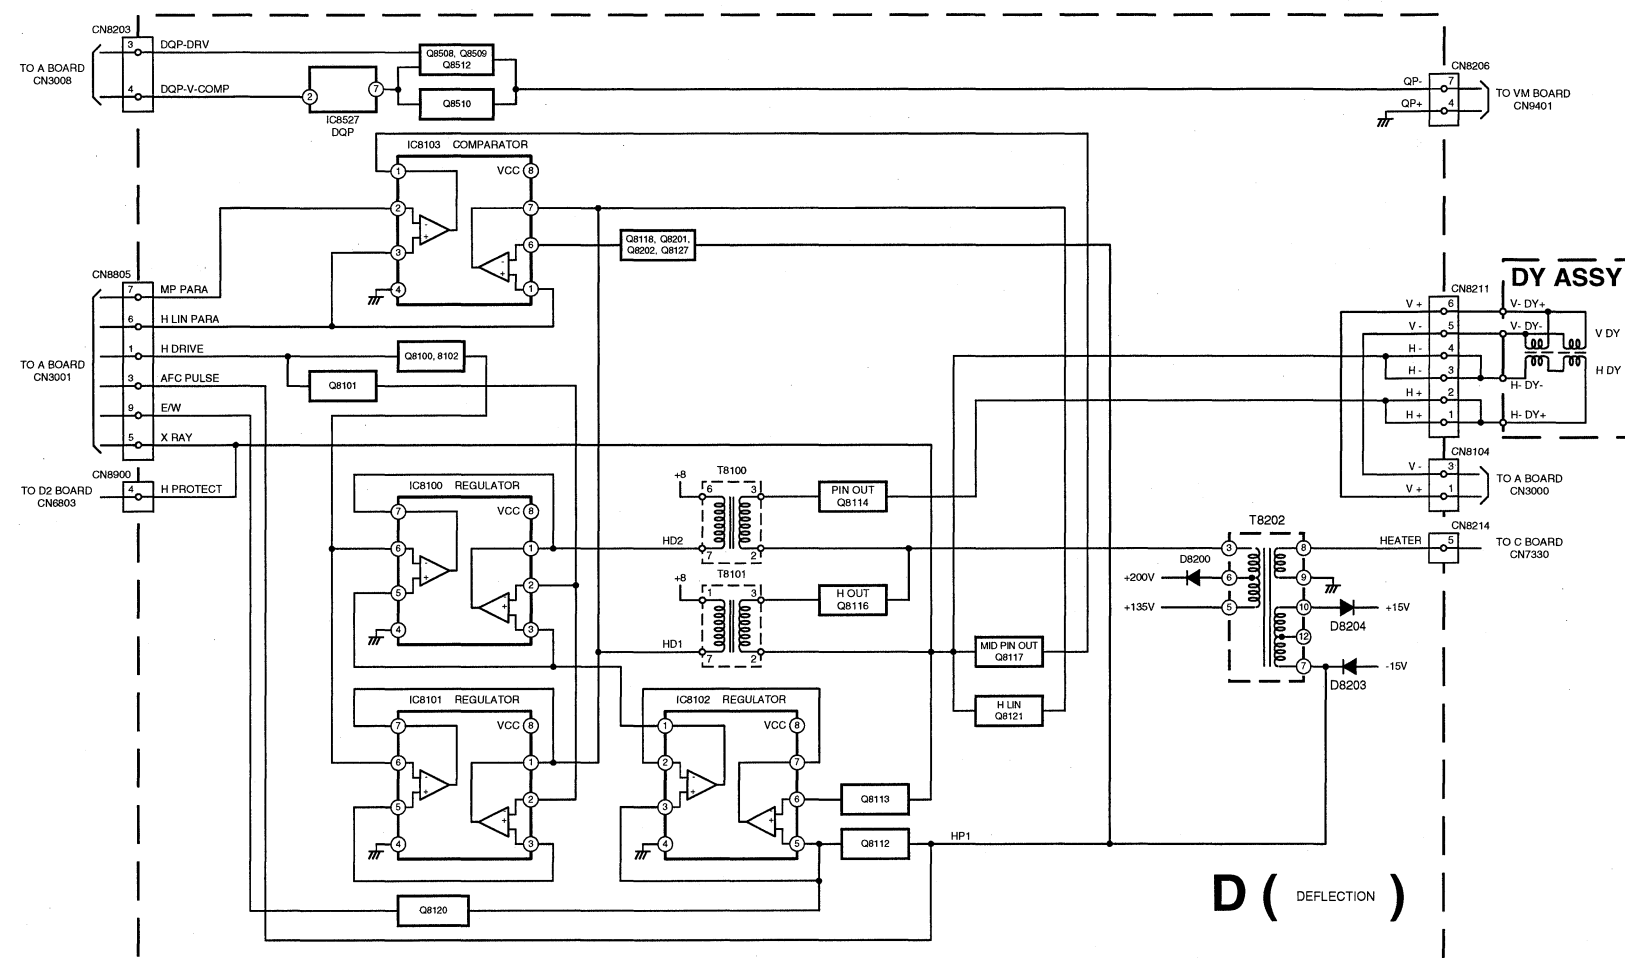 CN8203
3 DQP-DRV
TO A BOARD
CN3008
4 DQP-V-COMP
2
7
IC8527
DQP
Q8508, Q8509
Q8512
Q8510
CN8206
QP- 7
TO VM BOARD
CN9401
QP+ 4
IC8103 COMPARATOR
1 VCC 8
2 7
3 6
4 1
- +
- +
Q8118, Q8201,
Q8202, Q8127
CN8805
7 MP PARA
6 H LIN PARA
1 H DRIVE
TO A BOARD
CN3001
3 AFC PULSE
9 E/W
5 X RAY
Q8100, 8102
Q8101
CN8900
TO D2 BOARD
CN6803
4 H PROTECT
DY ASSY
CN8211
V + 6 V- DY+
V - 5 V- DY-
V DY
H - 4
H - 3 H- DY-
H DY
H + 2
H + 1 H- DY+
CN8104
V - 3
TO A BOARD
CN3000
V + 1
CN8214
HEATER 5
TO C BOARD
CN7330
IC8100 REGULATOR
7 VCC 8
6 1
5 2
4 3
- +
+
HD2
+8
T8100
6 3
7 2
PIN OUT
Q8114
T8101
+8
1 3
HD1
7 2
H OUT
Q8116
MID PIN OUT
Q8117
H LIN
Q8121
T8202
3 8
D8200
+200V 6 9
+135V 5 10 +15V
D8204
12
7 -15V
D8203
IC8101 REGULATOR
7 VCC 8
6 1
5 2
4 3
- +
+
IC8102 REGULATOR
1 VCC 8
2 7
3 6
4 5
- +
+
Q8113
Q8112
HP1
Q8120
D ( DEFLECTION )